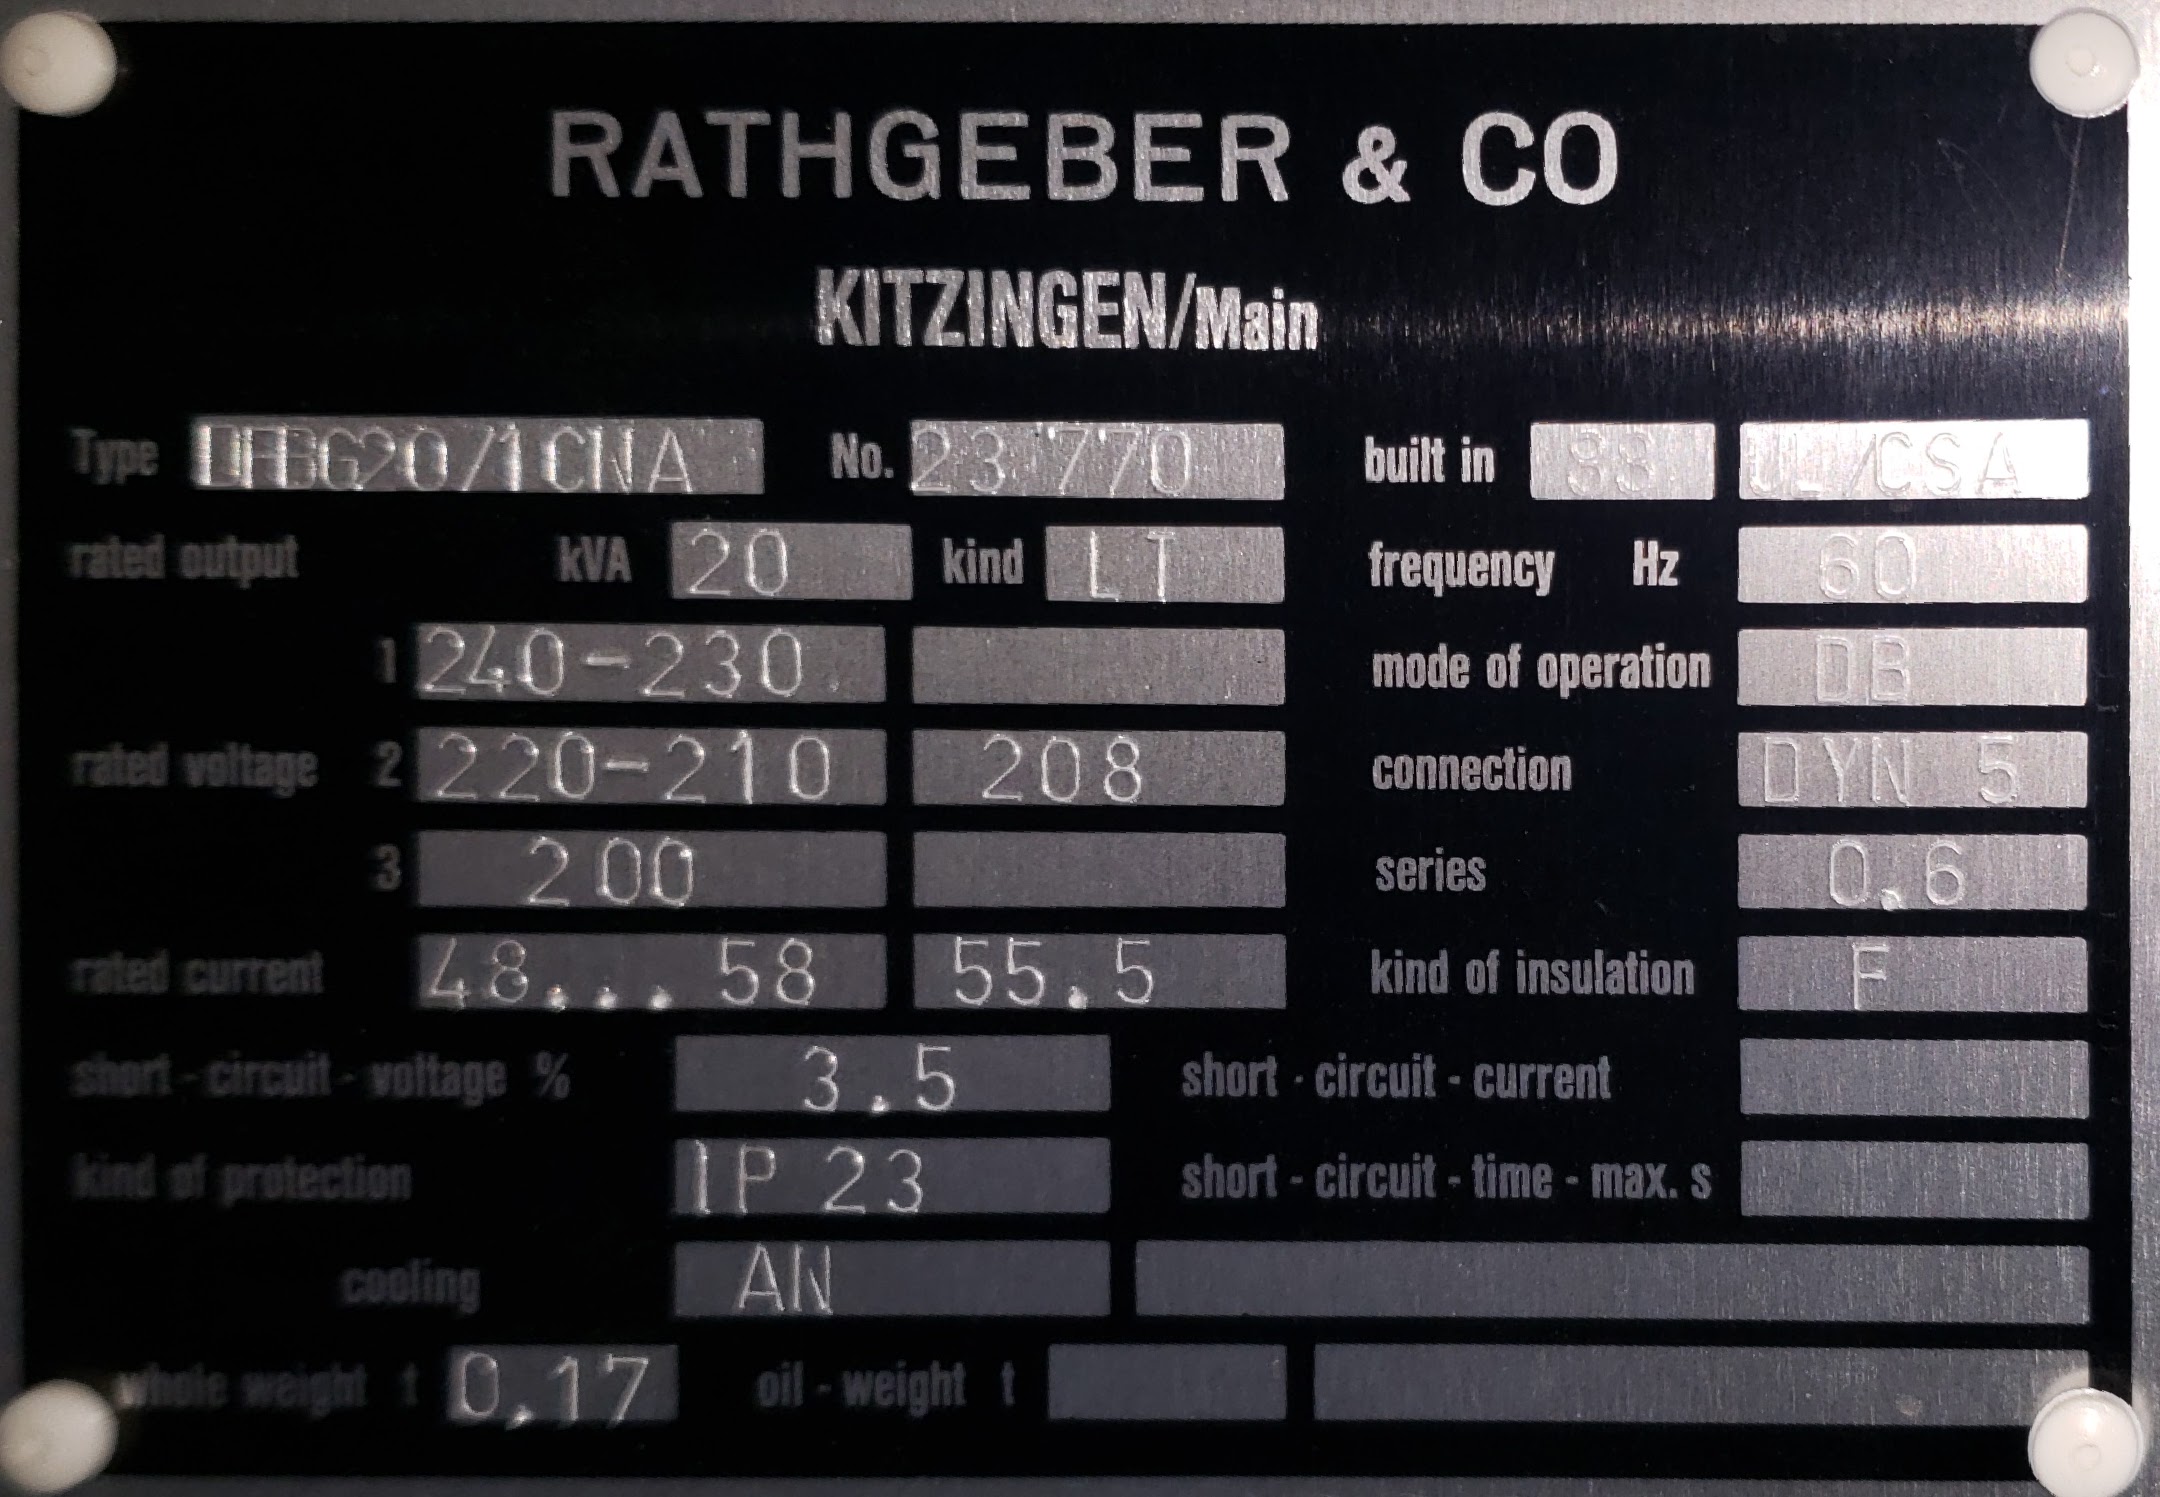 RATHGEBER & CO
KITZINGEN/Main
Type DFBG20/1CNA No. 23 770 built in 83 UL/CSA
rated output kVA 20 kind LT frequency Hz 60
1 240-230 mode of operation DB
rated voltage 2 220-210 208 connection DYN 5
3 200 series 0.6
rated current 48...58 55.5 kind of insulation F
short - circuit - voltage % 3.5 short - circuit - current
kind of protection IP 23 short - circuit - time - max. s
cooling AN
whole weight t 0,17 oil - weight t